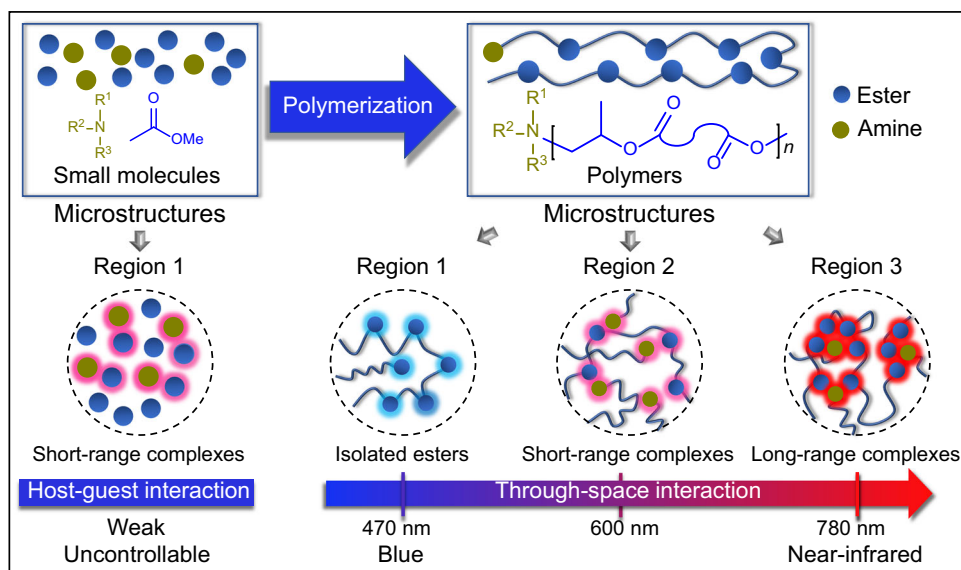 Polymerization
R1
R2–N
R3
O
OMe
Small molecules
R1
R2–N
R3
O
O
O
O
n
Polymers
Ester
Amine
Microstructures
Microstructures
Region 1
Region 1
Region 2
Region 3
Short-range complexes
Isolated esters
Short-range complexes
Long-range complexes
Host-guest interaction
Through-space interaction
Weak
Uncontrollable
470 nm
600 nm
780 nm
Blue
Near-infrared